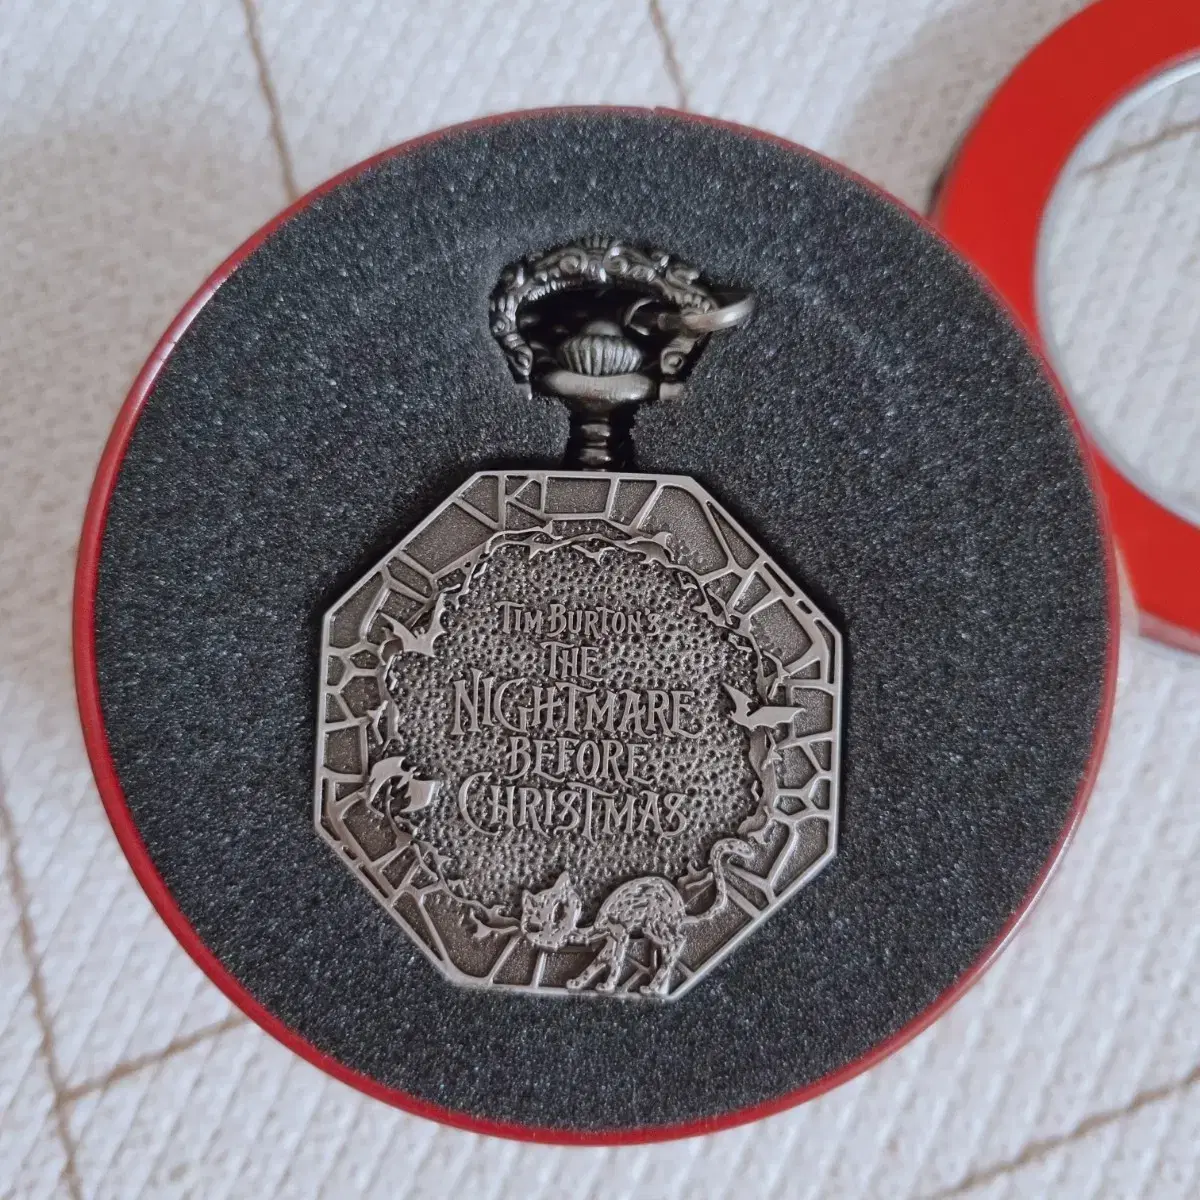 TIM BURTON'S
THE
NIGHTMARE
BEFORE
CHRISTMAS